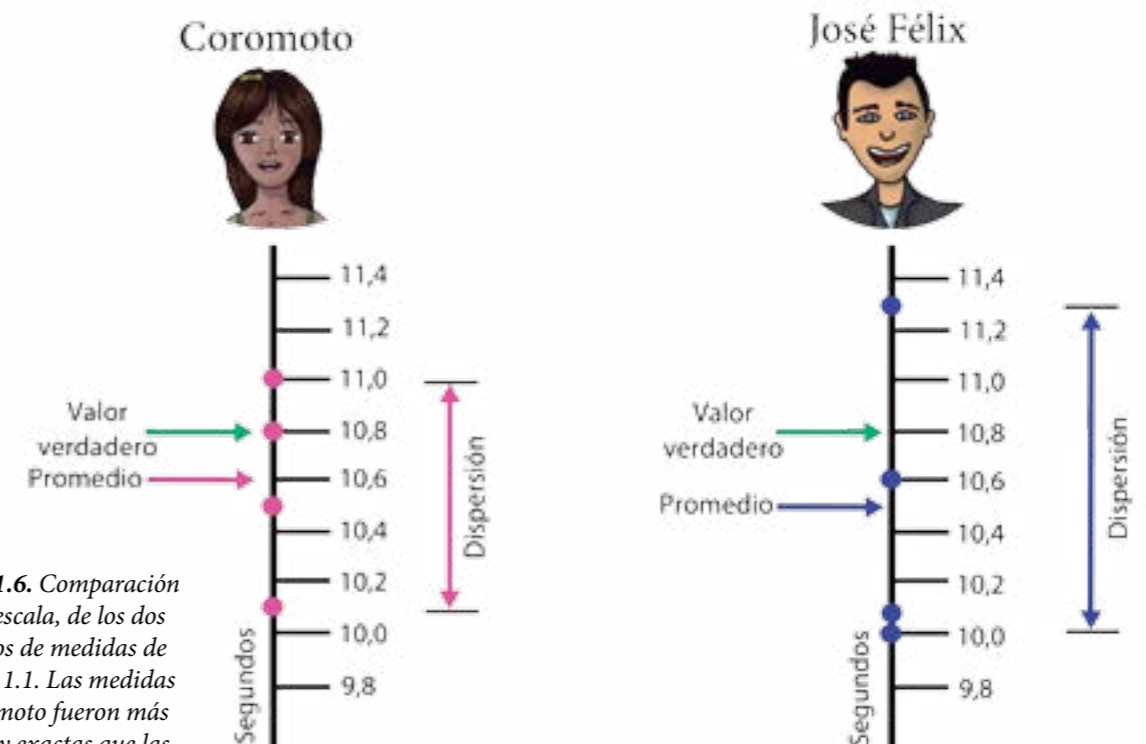 Coromoto
11,4
11,2
11,0
10,8
10,6
10,4
10,2
10,0
9,8
Valor
verdadero
Promedio
Dispersión
Segundos
José Félix
11,4
11,2
11,0
10,8
10,6
10,4
10,2
10,0
9,8
Valor
verdadero
Promedio
Dispersión
Segundos
1.6. Comparación
escala, de los dos
os de medidas de
1.1. Las medidas
moto fueron más
y exactas que las